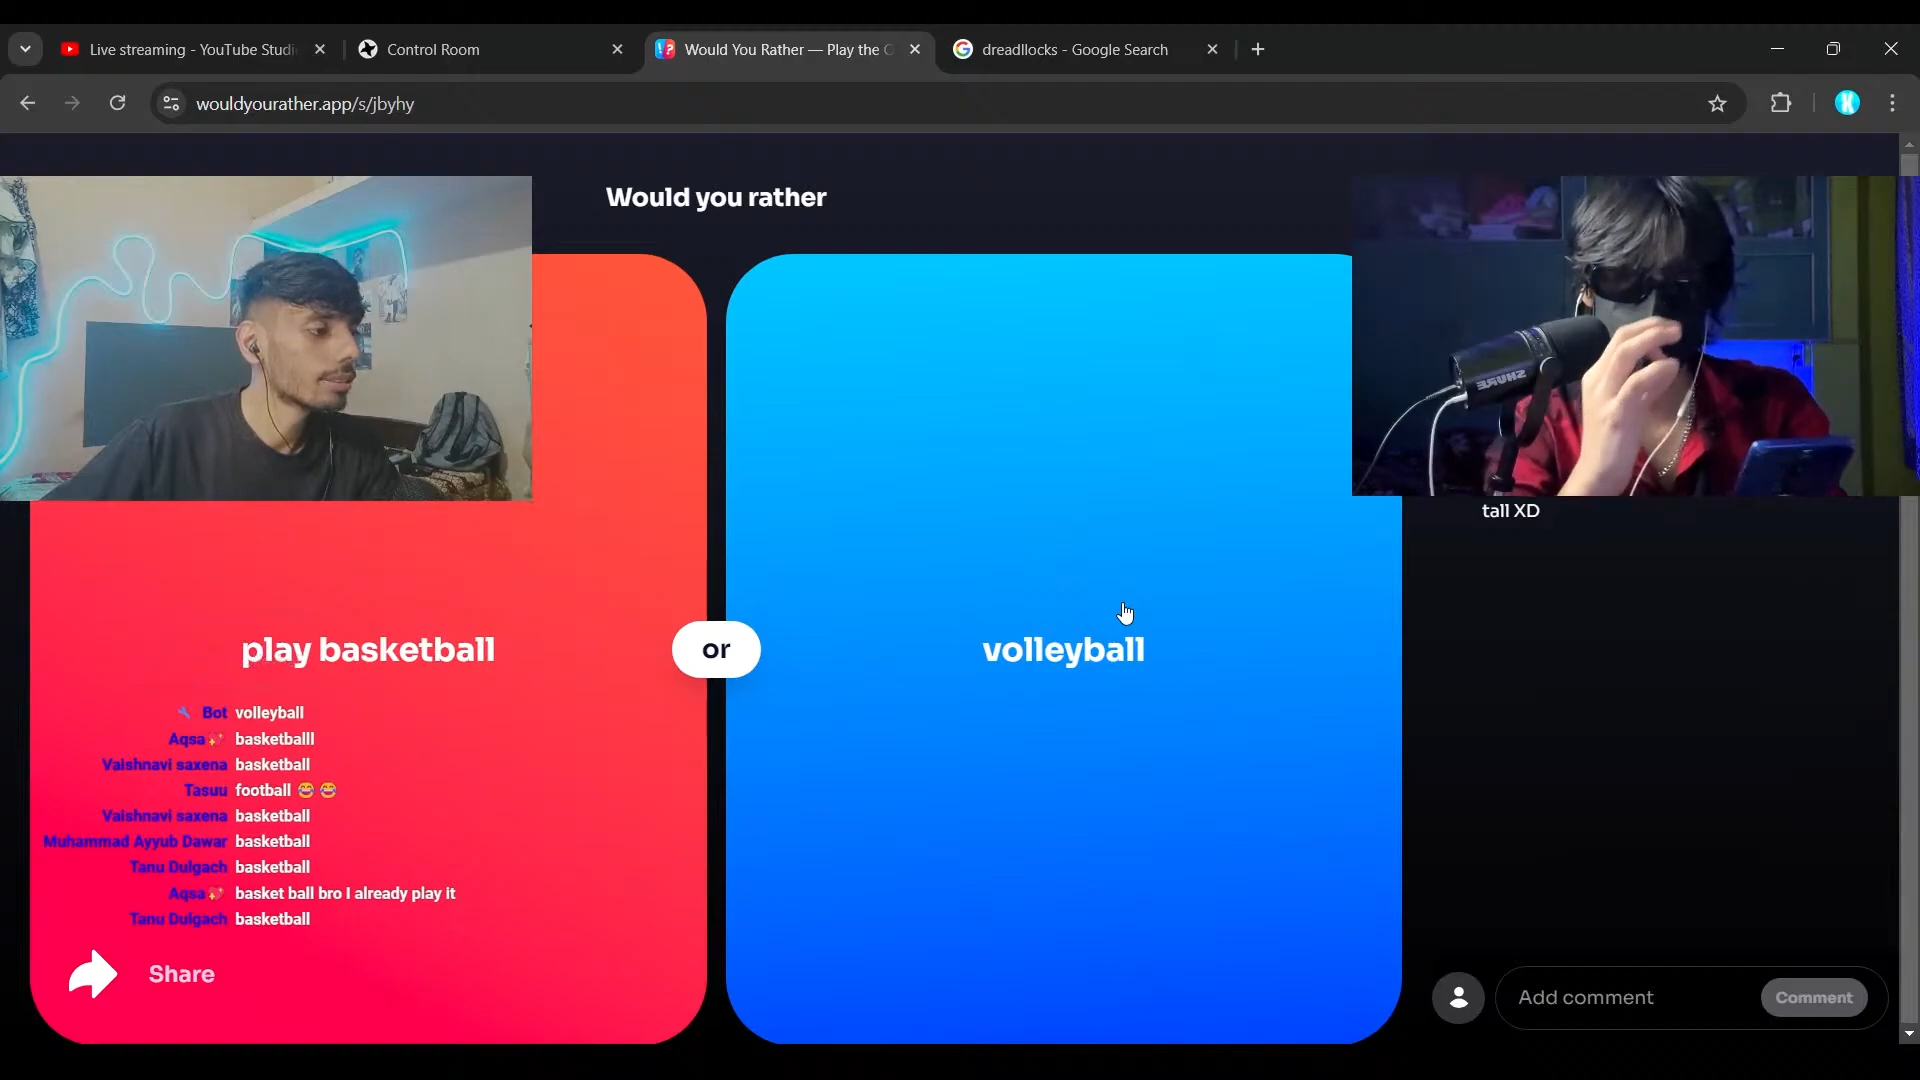 Live streaming - YouTube Studi
Control Room
Would You Rather — Play the G
dreadllocks - Google Search
wouldyourather.app/s/jbyhy
Would you rather
SHURE
tall XD
play basketball
or
volleyball
Bot volleyball
Aqsa💖 basketballl
Vaishnavi saxena basketball
Tasuu football 😂 😂
Vaishnavi saxena basketball
Muhammad Ayyub Dawar basketball
Tanu Dulgach basketball
Aqsa💖 basket ball bro I already play it
Tanu Dulgach basketball
Share
Add comment
Comment